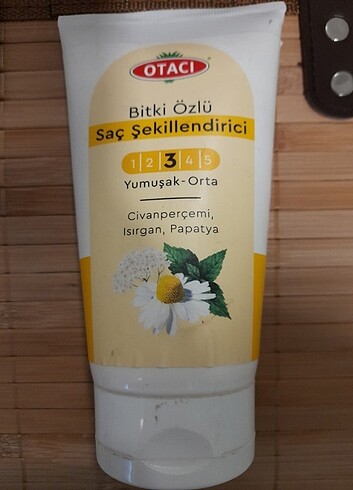 OTACI
Bitki Özlü
Saç Şekillendirici
1 2 3 4 5
Yumuşak-Orta
Civanperçemi,
Isırgan, Papatya